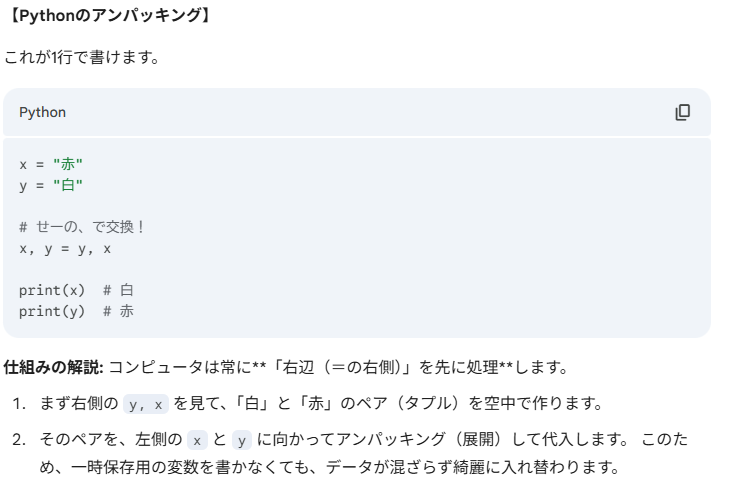 【Pythonのアンパッキング】
これが1行で書けます。
Python
x = "赤"
y = "白"
# せーの、で交換！
x, y = y, x
print(x)  # 白
print(y)  # 赤
仕組みの解説: コンピュータは常に**「右辺（＝の右側）」を先に処理**します。
1. まず右側の y, x を見て、「白」と「赤」のペア（タプル）を空中で作ります。
2. そのペアを、左側の x と y に向かってアンパッキング（展開）して代入します。 このた
め、一時保存用の変数を書かなくても、データが混ざらず綺麗に入れ替わります。